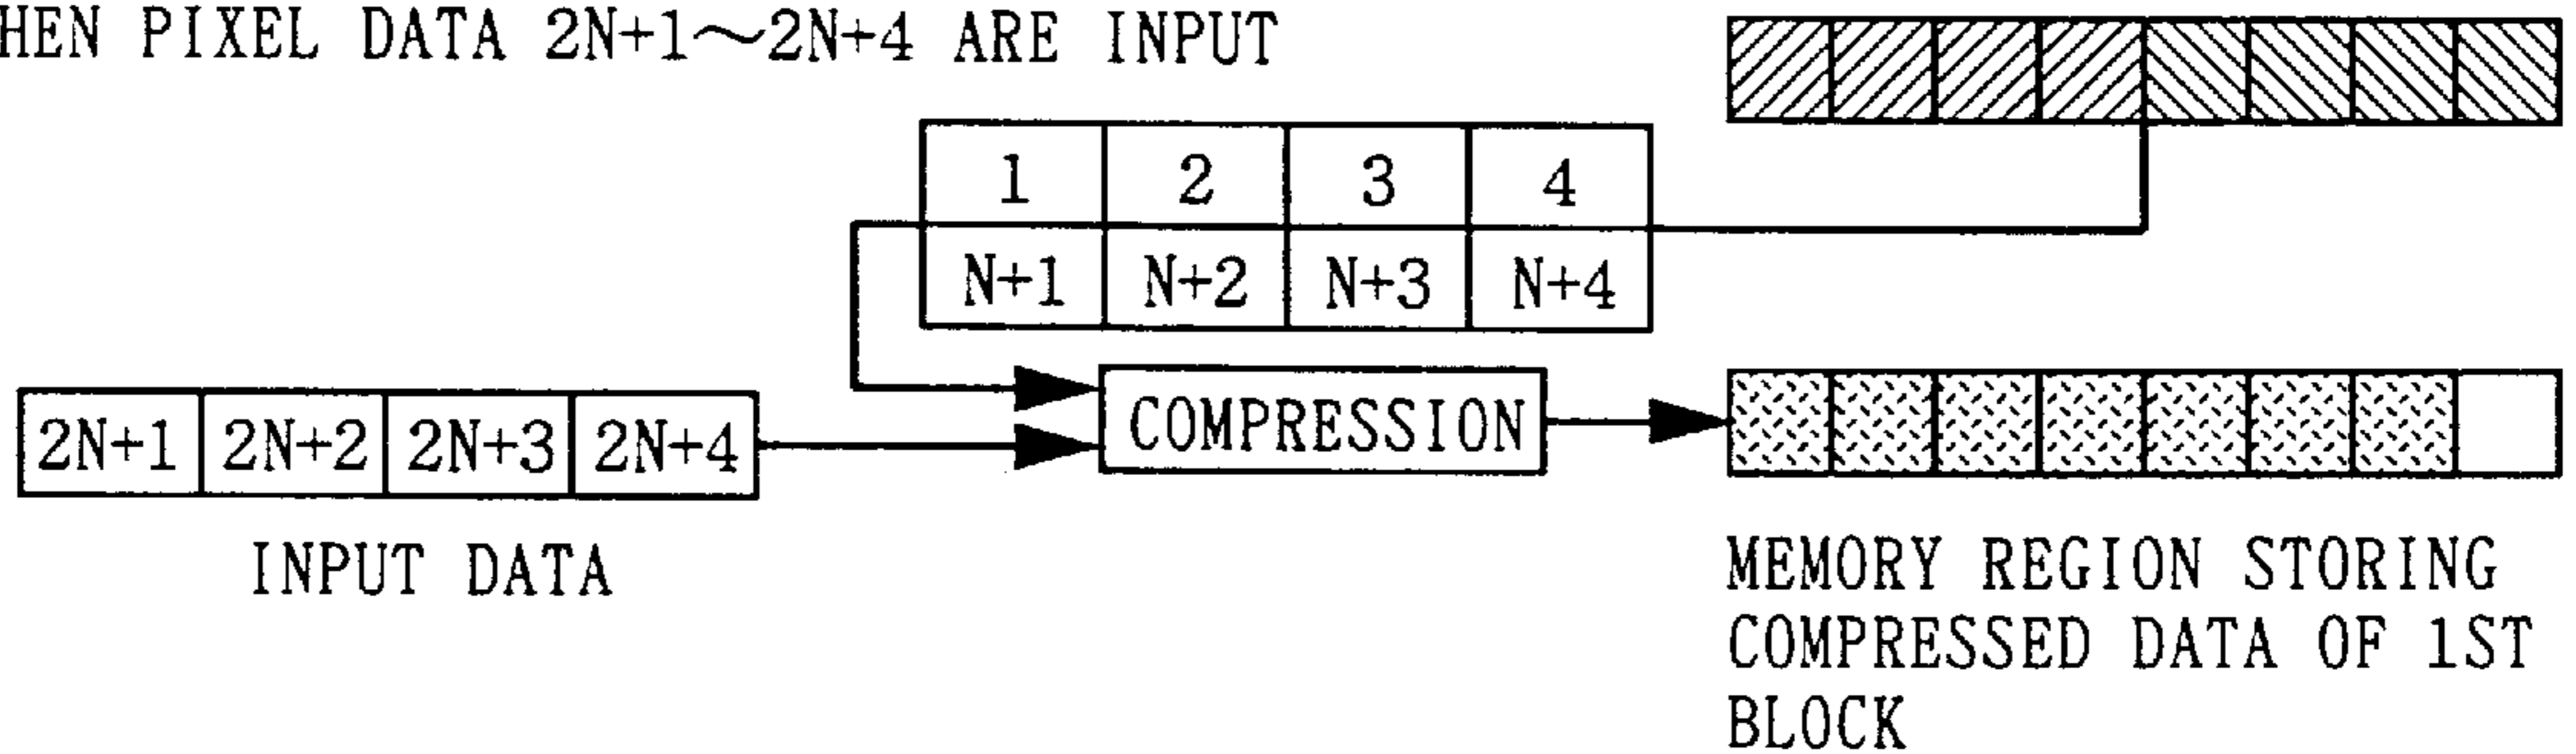 HEN PIXEL DATA 2N+1～2N+4 ARE INPUT
1 2 3 4
N+1 N+2 N+3 N+4
2N+1 2N+2 2N+3 2N+4
COMPRESSION
INPUT DATA
MEMORY REGION STORING
COMPRESSED DATA OF 1ST
BLOCK